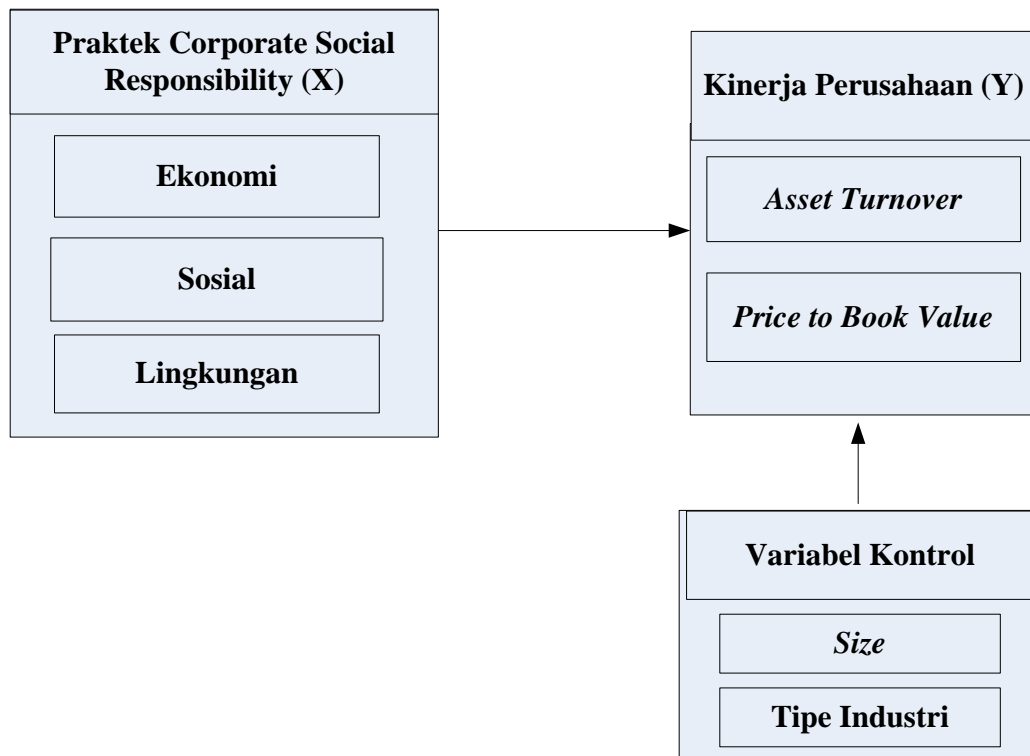 Praktek Corporate Social
Responsibility (X)
Ekonomi
Sosial
Lingkungan
Kinerja Perusahaan (Y)
Asset Turnover
Price to Book Value
Variabel Kontrol
Size
Tipe Industri